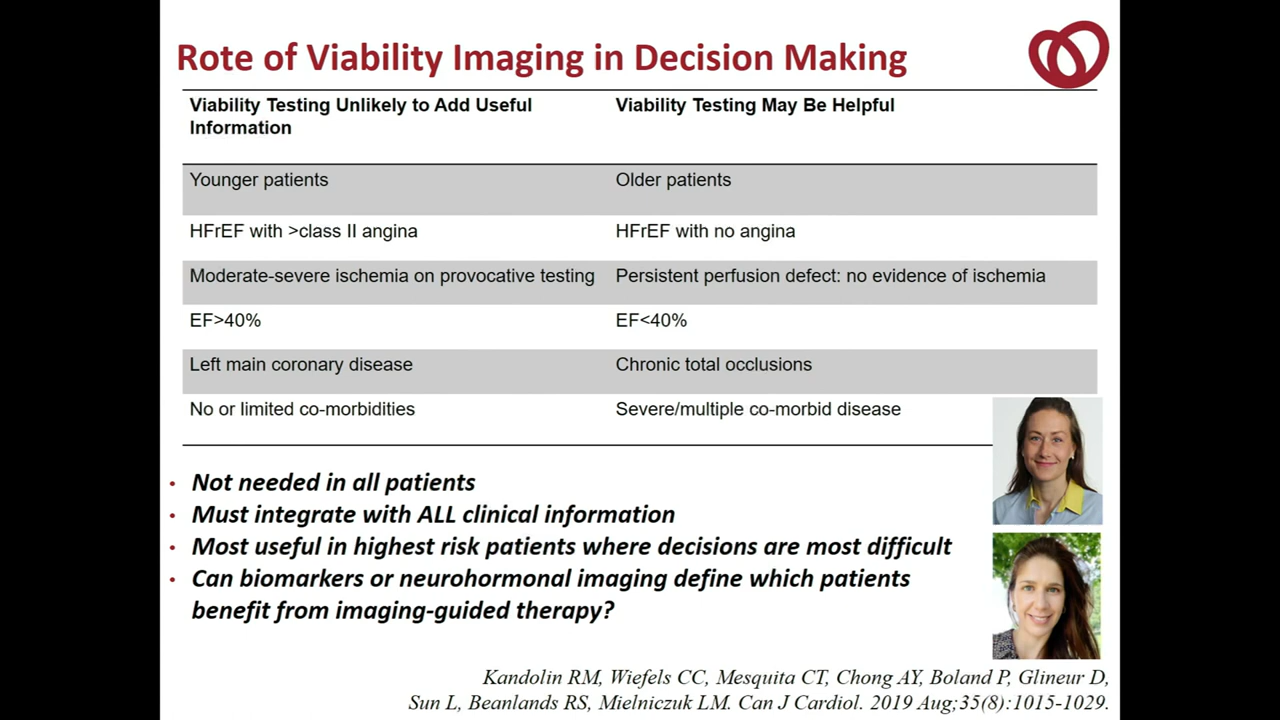 Rote of Viability Imaging in Decision Making
Viability Testing Unlikely to Add Useful Information
Viability Testing May Be Helpful
Younger patients
Older patients
HFrEF with >class II angina
HFrEF with no angina
Moderate-severe ischemia on provocative testing
Persistent perfusion defect: no evidence of ischemia
EF>40%
EF<40%
Left main coronary disease
Chronic total occlusions
No or limited co-morbidities
Severe/multiple co-morbid disease
• Not needed in all patients
• Must integrate with ALL clinical information
• Most useful in highest risk patients where decisions are most difficult
• Can biomarkers or neurohormonal imaging define which patients
benefit from imaging-guided therapy?
Kandolin RM, Wiefels CC, Mesquita CT, Chong AY, Boland P, Glineur D,
Sun L, Beanlands RS, Mielniczuk LM. Can J Cardiol. 2019 Aug;35(8):1015-1029.